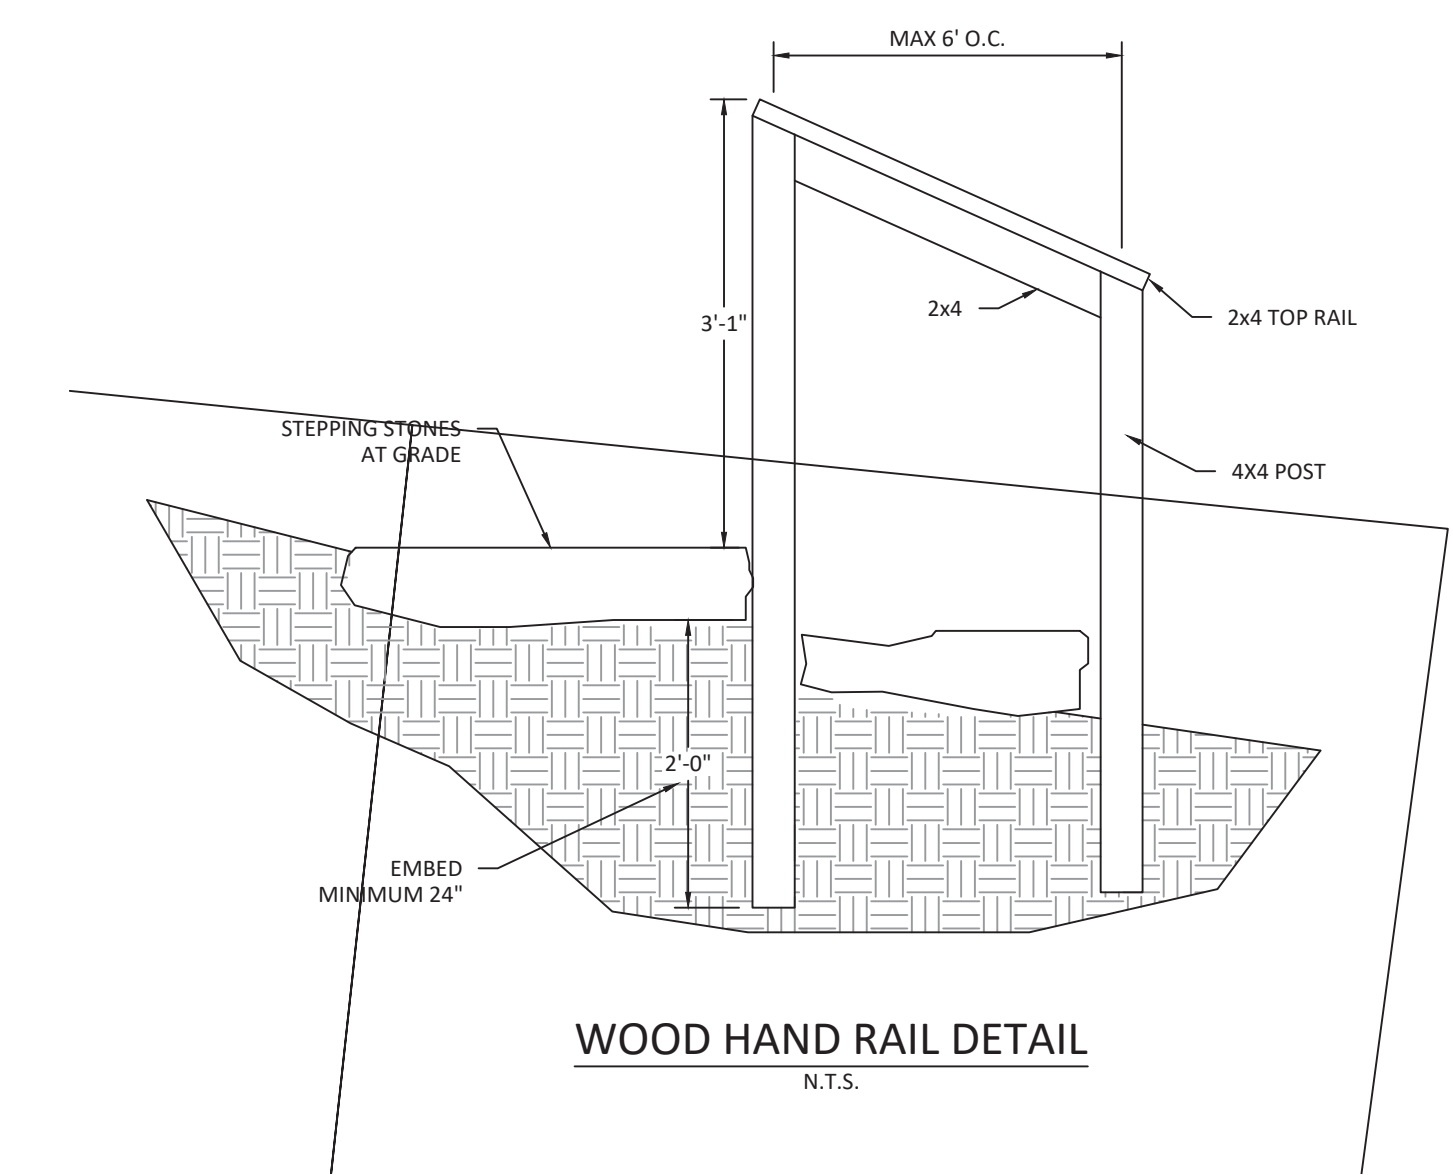 MAX 6' O.C.
3'-1"
2x4
2x4 TOP RAIL
STEPPING STONES
AT GRADE
4X4 POST
2'-0"
EMBED
MINIMUM 24"
WOOD HAND RAIL DETAIL
N.T.S.